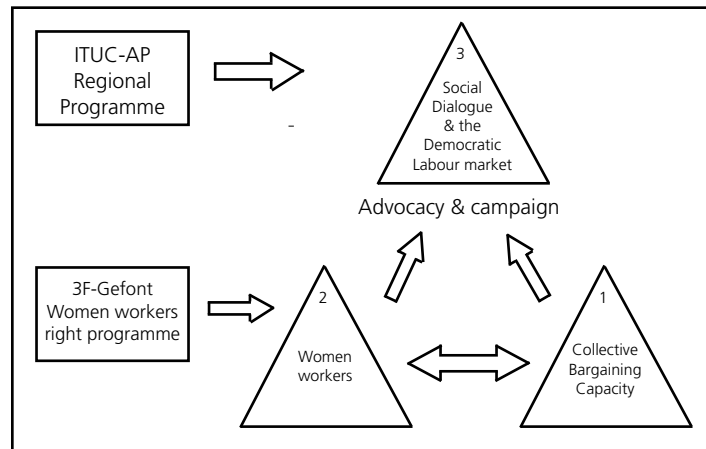 ITUC-AP
Regional
Programme
3
Social
Dialogue
& the
Democratic
Labour market
Advocacy & campaign
3F-Gefont
Women workers
right programme
2
Women
workers
1
Collective
Bargaining
Capacity